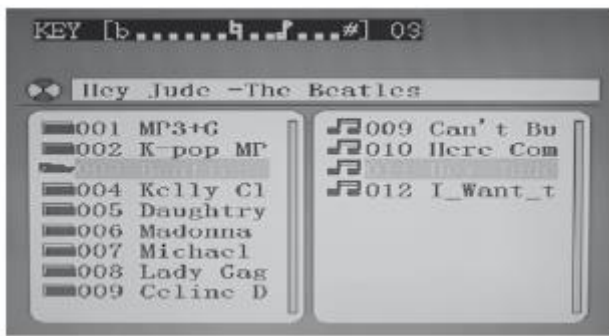 KEY [b.......♮..♪...#] 03
Hey Jude -The Beatles
001 MP3+G
002 K-pop MP
004 Kelly Cl
005 Daughtry
006 Madonna
007 Michael
008 Lady Gag
009 Celine D
009 Can't Bu
010 Here Com
012 I_Want_t